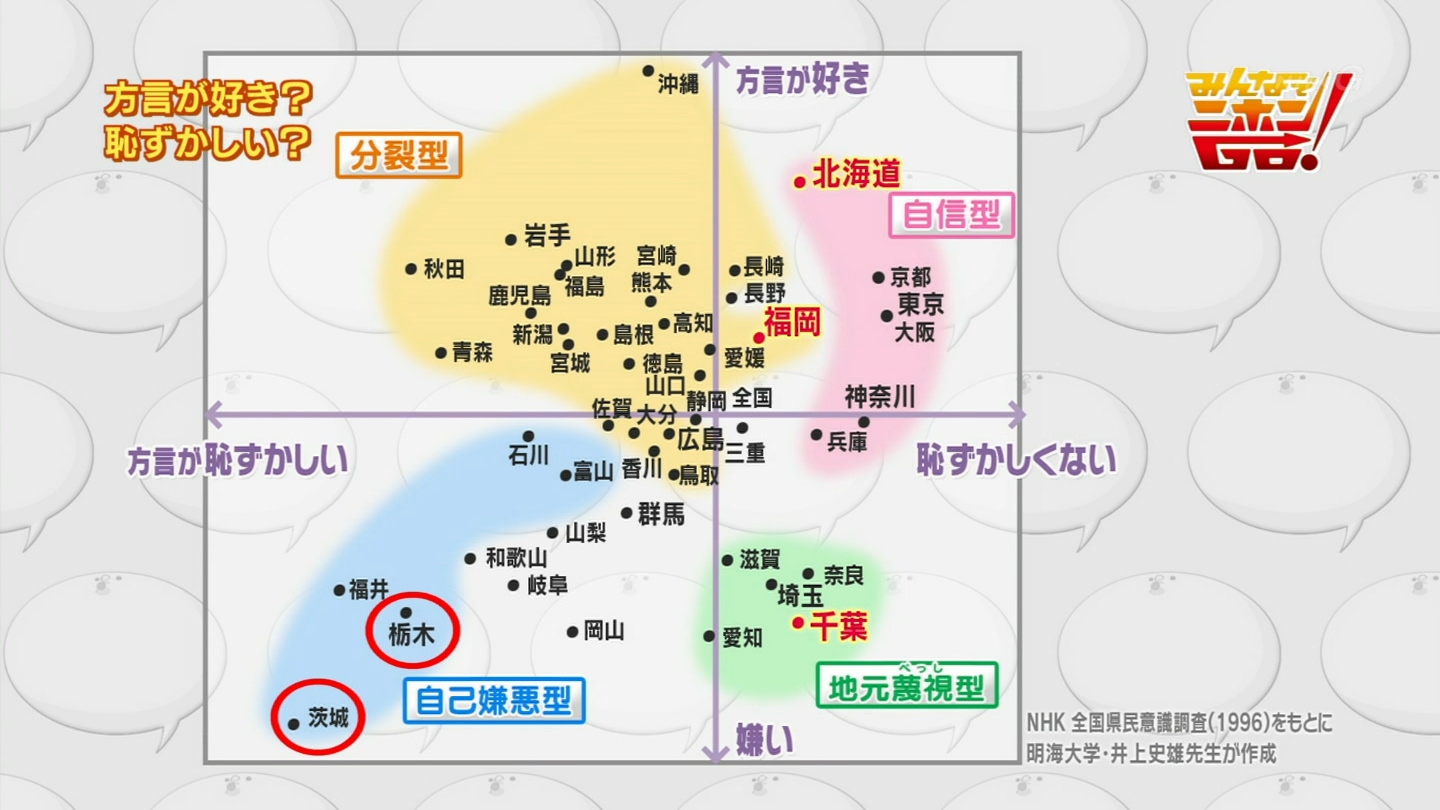 方言が好き?
恥ずかしい?
方言が好き
みんなで
ニホン
GO!
分裂型
自信型
沖縄
北海道
岩手
秋田
山形
宮崎
長崎
京都
福島
熊本
鹿児島
長野
東京
大阪
新潟
島根
高知
福岡
青森
宮城
徳島
愛媛
山口
佐賀
大分
静岡
全国
神奈川
方言が恥ずかしい
恥ずかしくない
石川
広島
三重
兵庫
富山
香川
鳥取
群馬
山梨
和歌山
滋賀
奈良
福井
岐阜
埼玉
栃木
岡山
愛知
千葉
べっし
地元蔑視型
自己嫌悪型
茨城
嫌い
NHK 全国県民意識調査(1996)をもとに
明海大学・井上史雄先生が作成